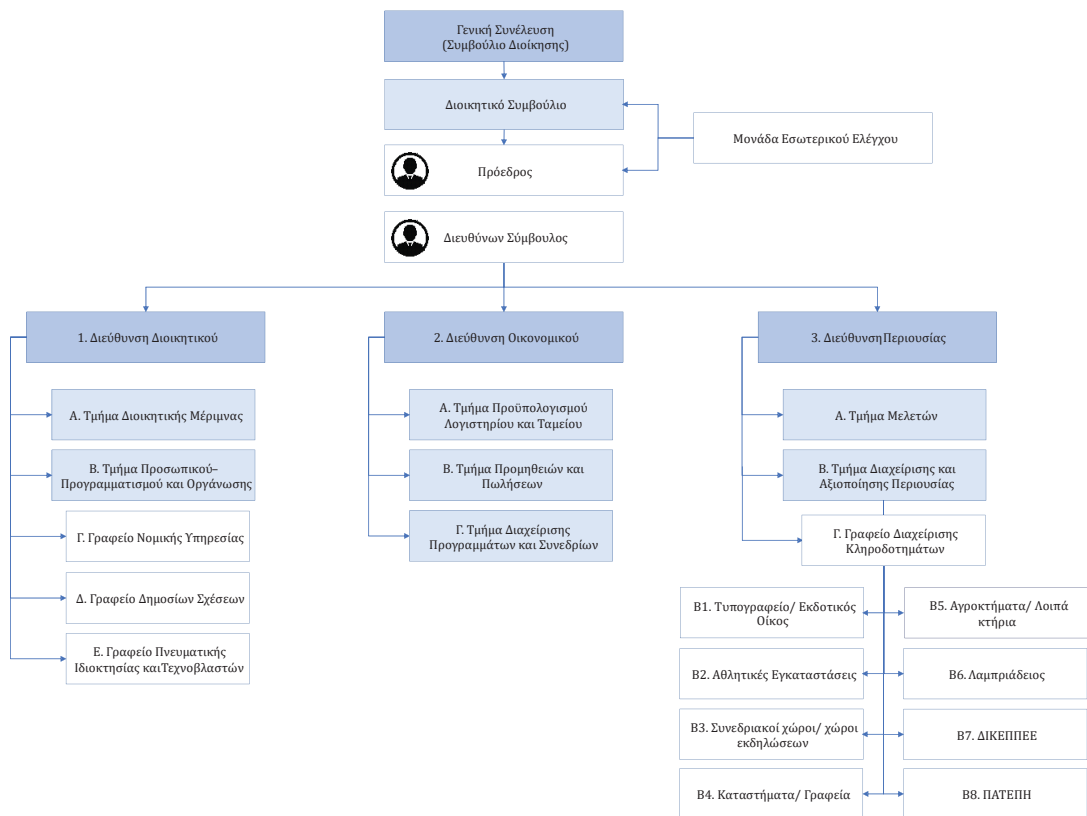 Γενική Συνέλευση
(Συμβούλιο Διοίκησης)
Διοικητικό Συμβούλιο
Μονάδα Εσωτερικού Ελέγχου
Πρόεδρος
Διευθύνων Σύμβουλος
1. Διεύθυνση Διοικητικού
2. Διεύθυνση Οικονομικού
3. ΔιεύθυνσηΠεριουσίας
Α. Τμήμα Διοικητικής Μέριμνας
Β. Τμήμα Προσωπικού–
Προγραμματισμού και Οργάνωσης
Γ. Γραφείο Νομικής Υπηρεσίας
Δ. Γραφείο Δημοσίων Σχέσεων
Ε. Γραφείο Πνευματικής
Ιδιοκτησίας καιΤεχνοβλαστών
Α. Τμήμα Προϋπολογισμού
Λογιστηρίου και Ταμείου
Β. Τμήμα Προμηθειών και
Πωλήσεων
Γ. Τμήμα Διαχείρισης
Προγραμμάτων και Συνεδρίων
Α. Τμήμα Μελετών
Β. Τμήμα Διαχείρισης και
Αξιοποίησης Περιουσίας
Γ. Γραφείο Διαχείρισης
Κληροδοτημάτων
Β1. Τυπογραφείο/ Εκδοτικός
Οίκος
Β2. Αθλητικές Εγκαταστάσεις
Β3. Συνεδριακοί χώροι/ χώροι
εκδηλώσεων
Β4. Καταστήματα/ Γραφεία
Β5. Αγροκτήματα/ Λοιπά
κτήρια
Β6. Λαμπριάδειος
Β7. ΔΙΚΕΠΠΕΕ
Β8. ΠΑΤΕΠΗ